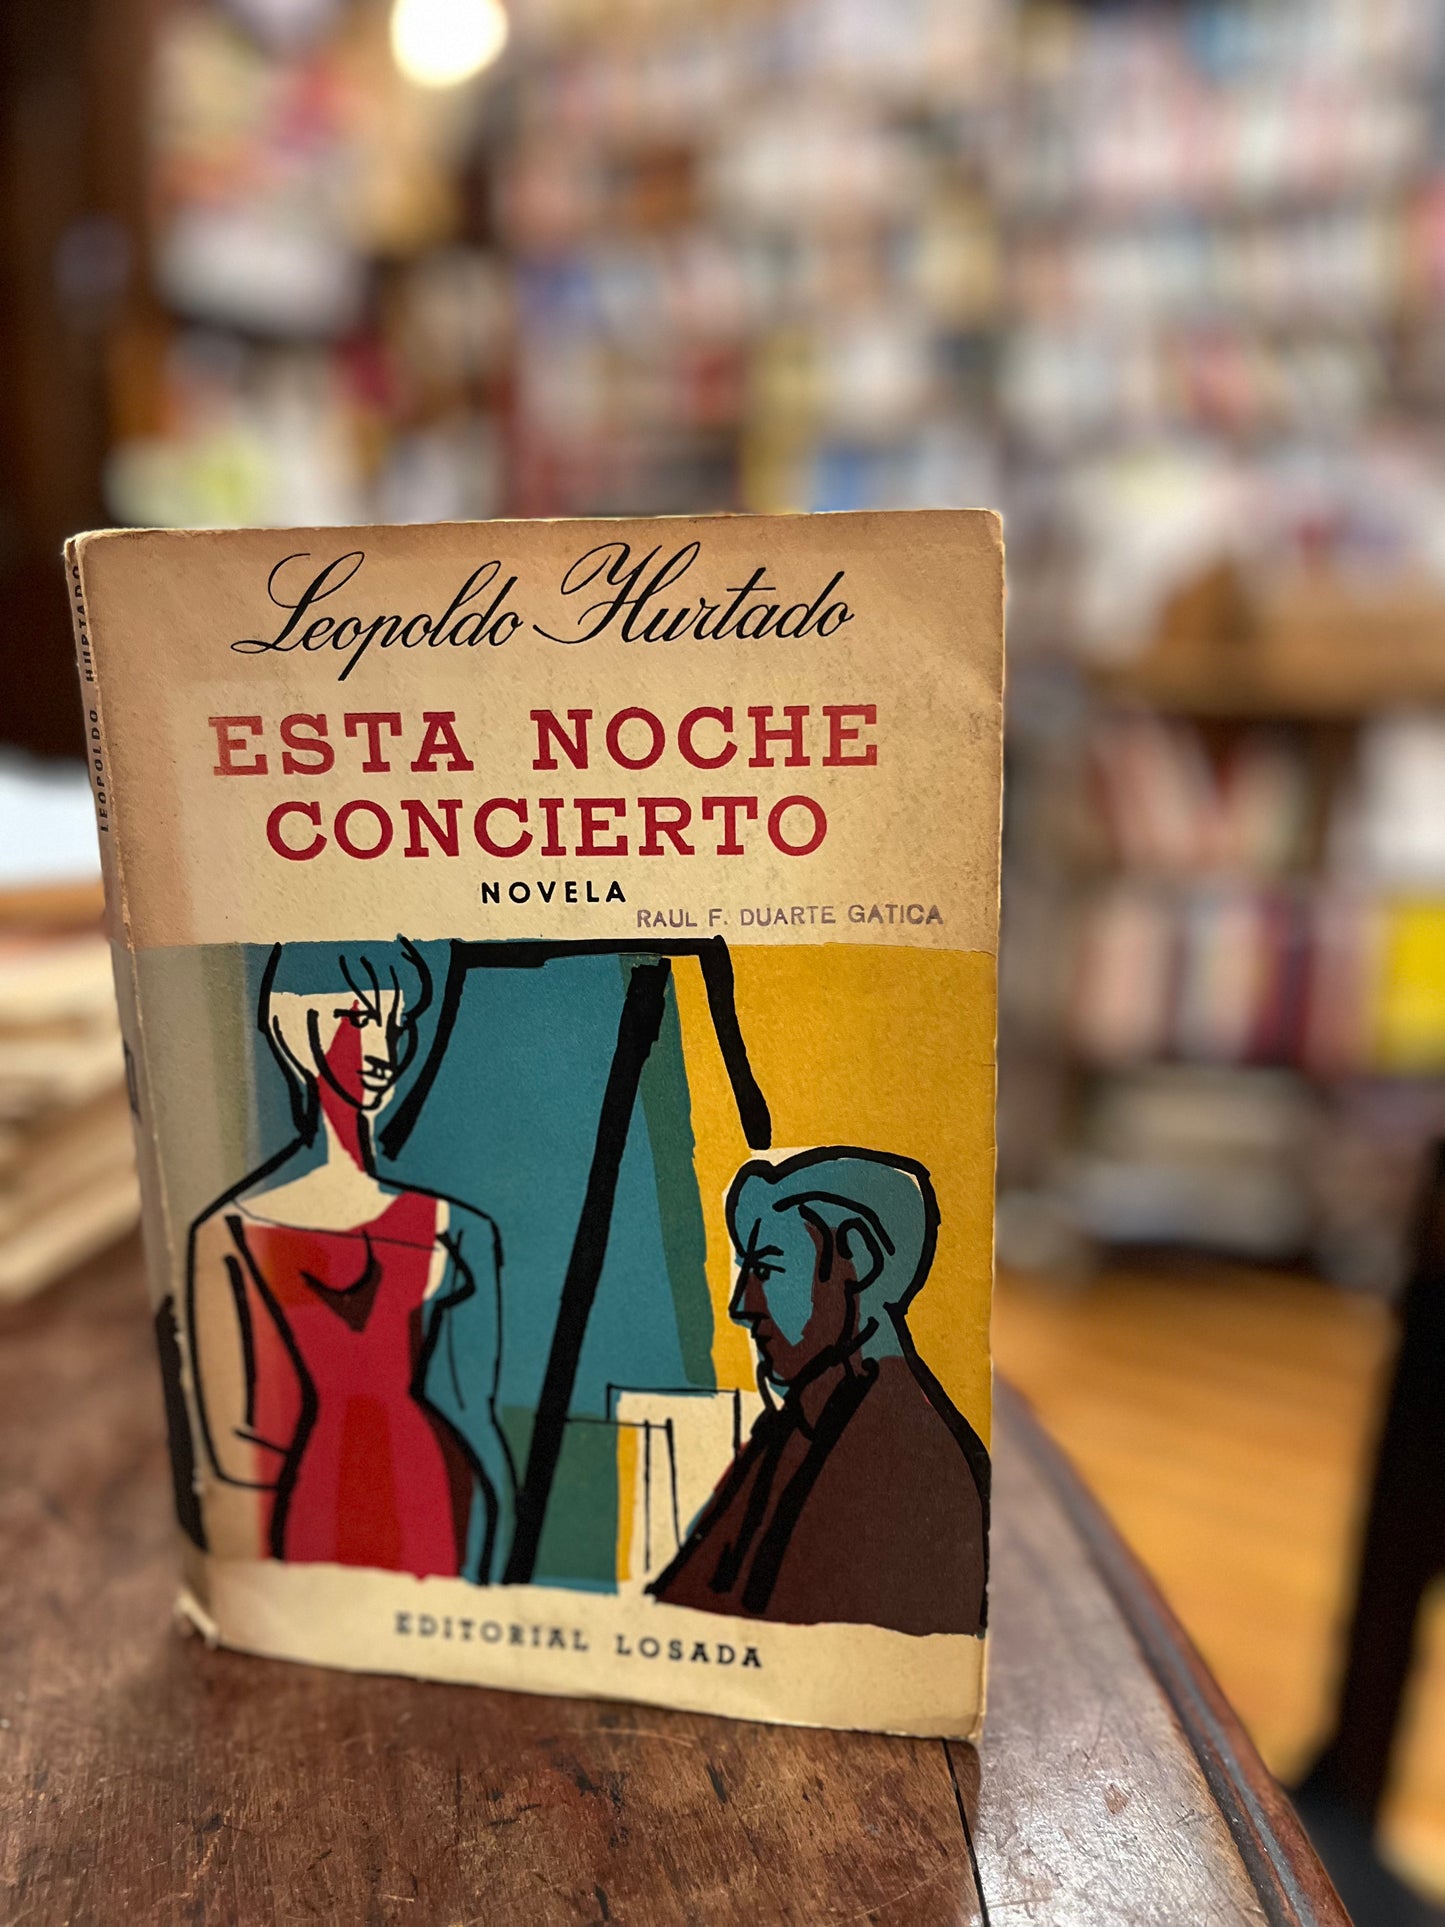 Leopoldo Hurtado
ESTA NOCHE
CONCIERTO
NOVELA
RAUL F. DUARTE GATICA
EDITORIAL LOSADA
LEOPOLDO HURTADO